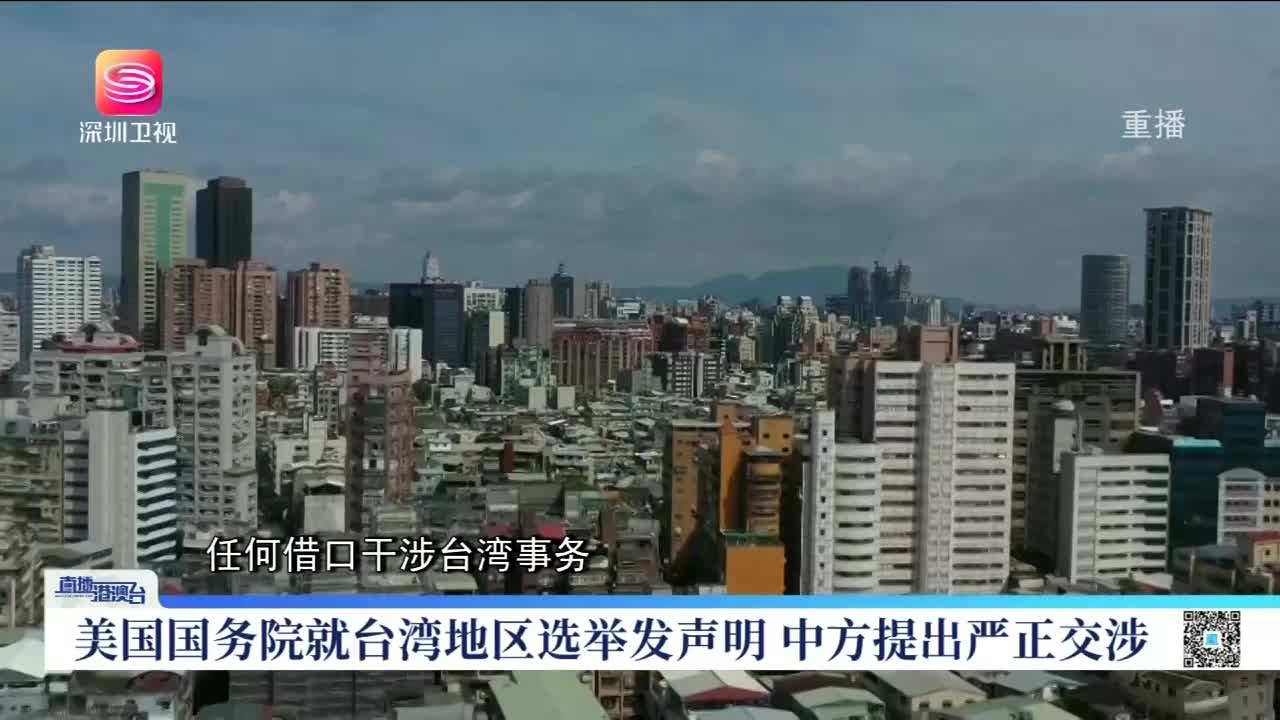 深圳卫视
重播
任何借口干涉台湾事务
直播港澳台
美国国务院就台湾地区选举发声明 中方提出严正交涉